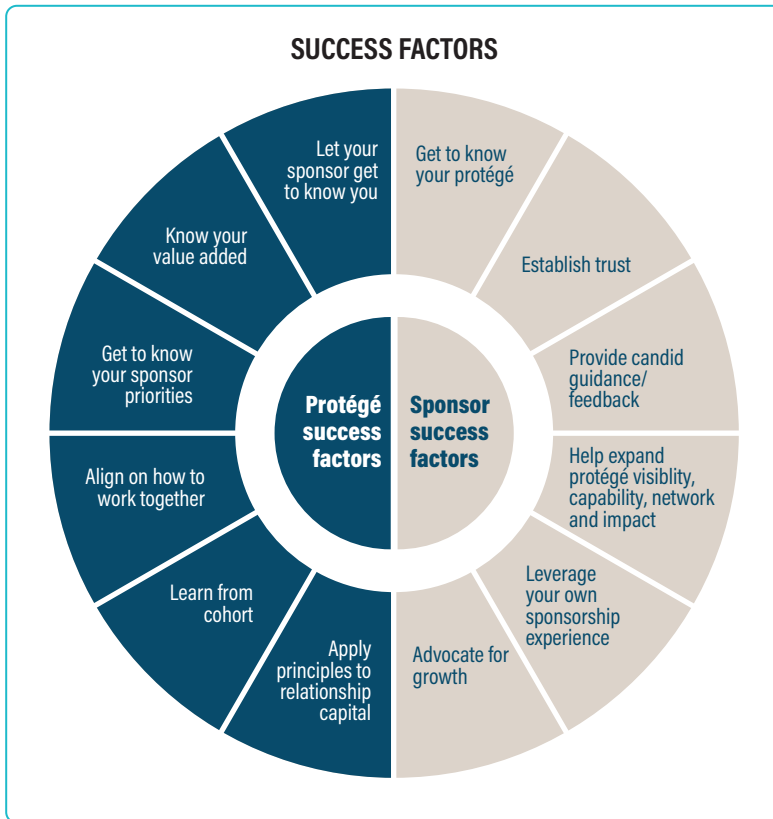 SUCCESS FACTORS
Let your
sponsor get
to know you
Know your
value added
Get to know
your sponsor
priorities
Align on how to
work together
Learn from
cohort
Apply
principles to
relationship
capital
Protégé
success
factors
Sponsor
success
factors
Get to know
your protégé
Establish trust
Provide candid
guidance/
feedback
Help expand
protégé visiblity,
capability, network
and impact
Leverage
your own
sponsorship
experience
Advocate for
growth